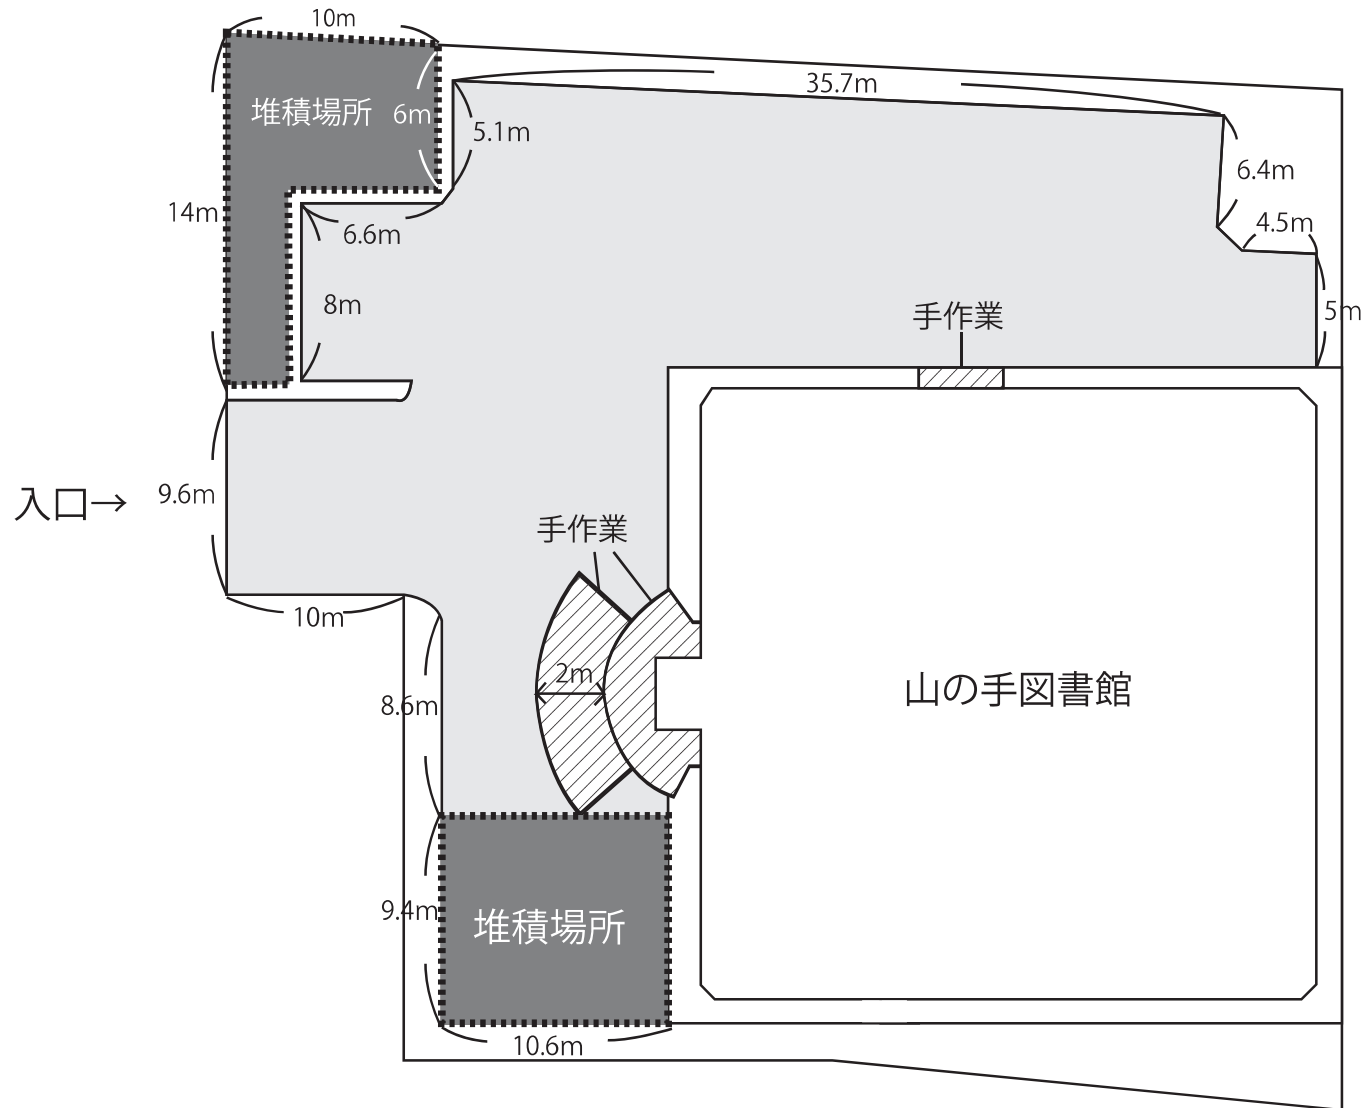 10m
35.7m
堆積場所
6m
5.1m
6.4m
14m
4.5m
6.6m
8m
5m
手作業
9.6m
入口→
手作業
10m
2m
山の手図書館
8.6m
9.4m
堆積場所
10.6m